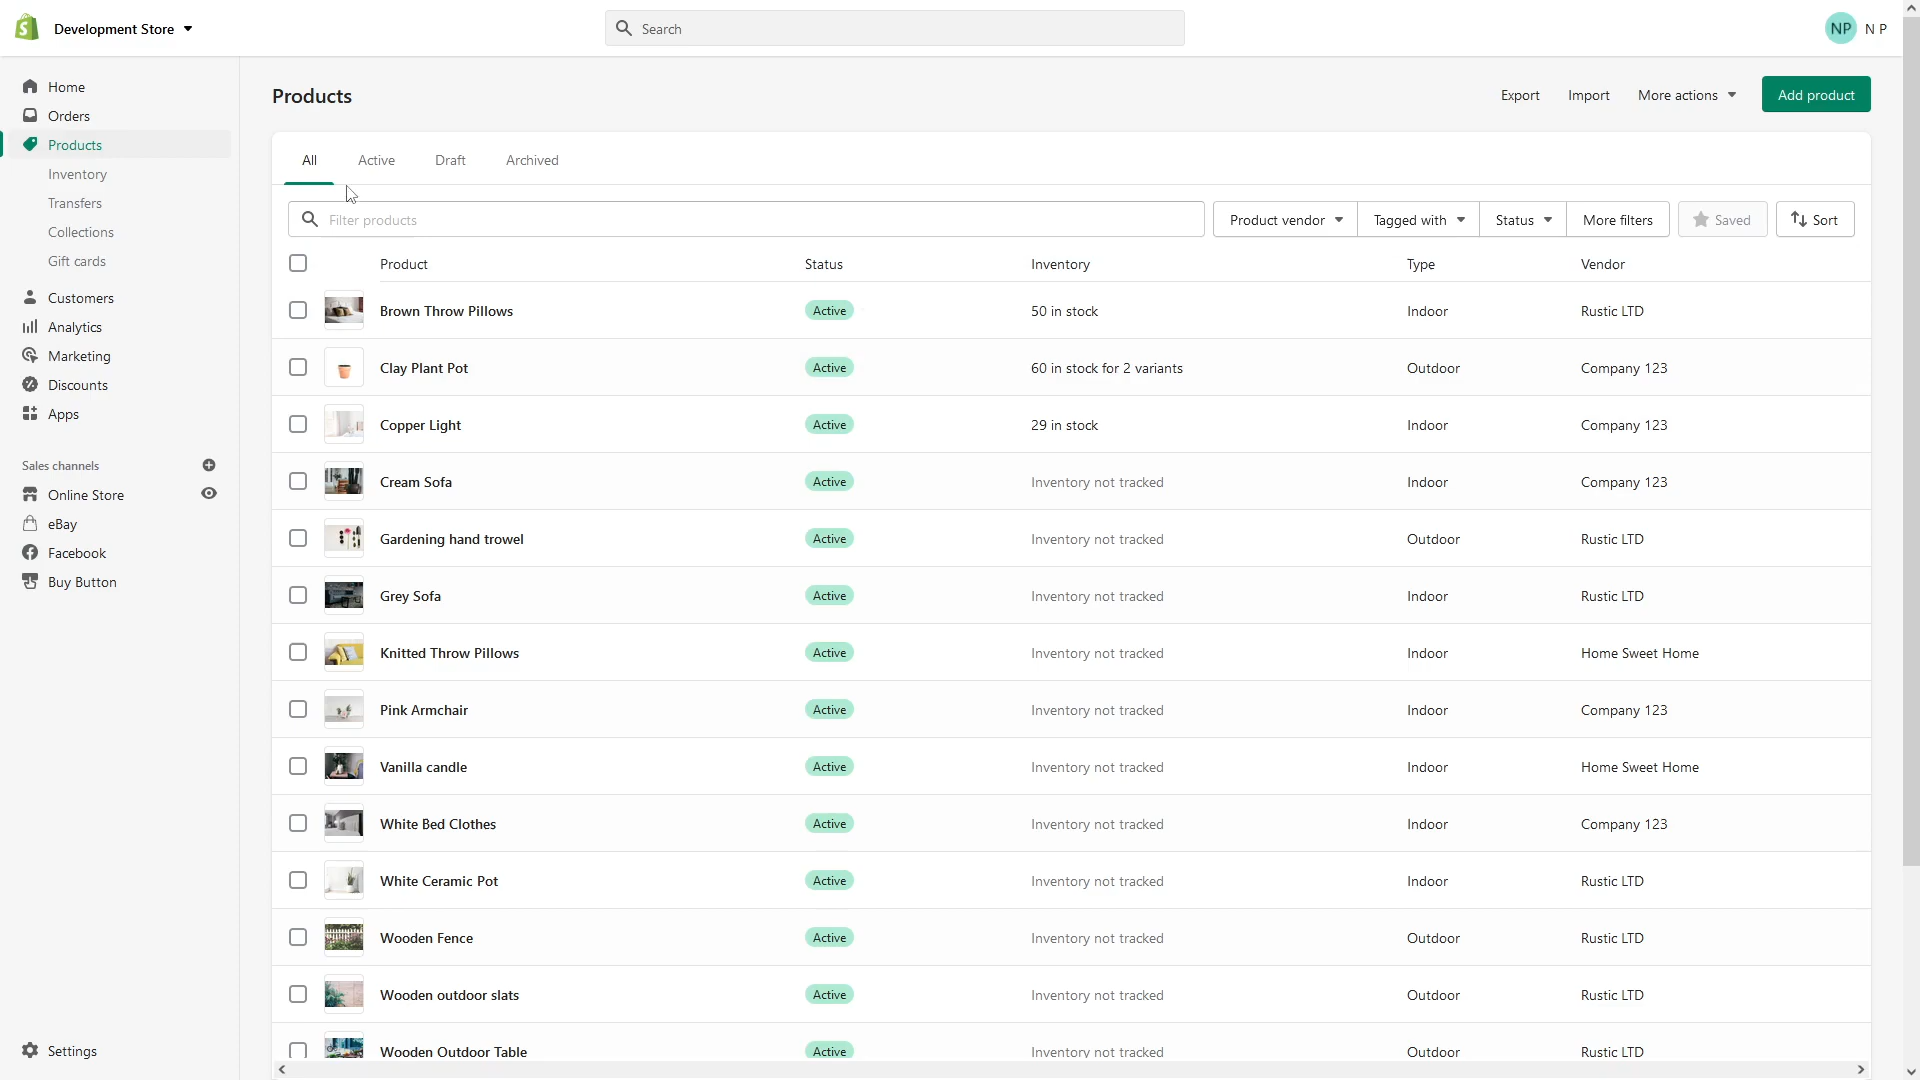 Development Store
Search
NP
N P
Home
Orders
Products
Inventory
Transfers
Collections
Gift cards
Customers
Analytics
Marketing
Discounts
Apps
Sales channels
Online Store
eBay
Facebook
Buy Button
Settings
Products
Export
Import
More actions
Add product
All Active Draft Archived
Filter products
Product vendor
Tagged with
Status
More filters
Saved
Sort
Product Status Inventory Type Vendor
Brown Throw Pillows Active 50 in stock Indoor Rustic LTD
Clay Plant Pot Active 60 in stock for 2 variants Outdoor Company 123
Copper Light Active 29 in stock Indoor Company 123
Cream Sofa Active Inventory not tracked Indoor Company 123
Gardening hand trowel Active Inventory not tracked Outdoor Rustic LTD
Grey Sofa Active Inventory not tracked Indoor Rustic LTD
Knitted Throw Pillows Active Inventory not tracked Indoor Home Sweet Home
Pink Armchair Active Inventory not tracked Indoor Company 123
Vanilla candle Active Inventory not tracked Indoor Home Sweet Home
White Bed Clothes Active Inventory not tracked Indoor Company 123
White Ceramic Pot Active Inventory not tracked Indoor Rustic LTD
Wooden Fence Active Inventory not tracked Outdoor Rustic LTD
Wooden outdoor slats Active Inventory not tracked Outdoor Rustic LTD
Wooden Outdoor Table Active Inventory not tracked Outdoor Rustic LTD